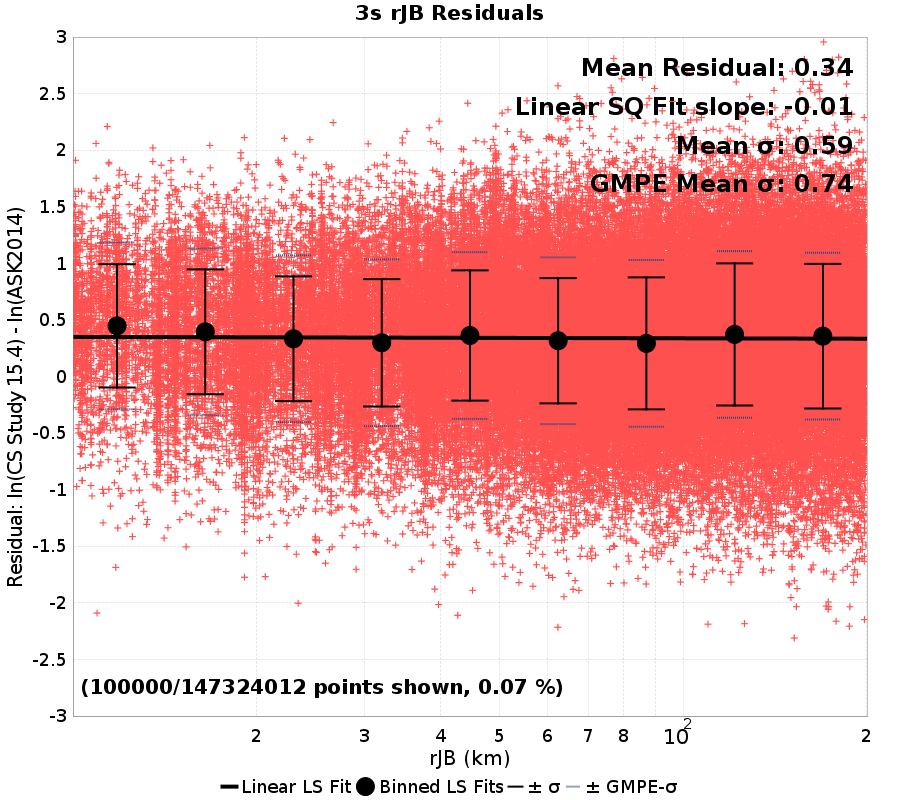 3s rJB Residuals
Mean Residual: 0.34
Linear SQ Fit slope: -0.01
Mean σ: 0.59
GMPE Mean σ: 0.74
3
2.5
2
1.5
1
0.5
0
-0.5
-1
-1.5
-2
-2.5
-3
Residual: ln(CS Study 15.4) - ln(ASK2014)
(100000/147324012 points shown, 0.07 %)
2 3 4 5 6 7 8 10² 2
rJB (km)
Linear LS Fit Binned LS Fits ± σ ± GMPE-σ